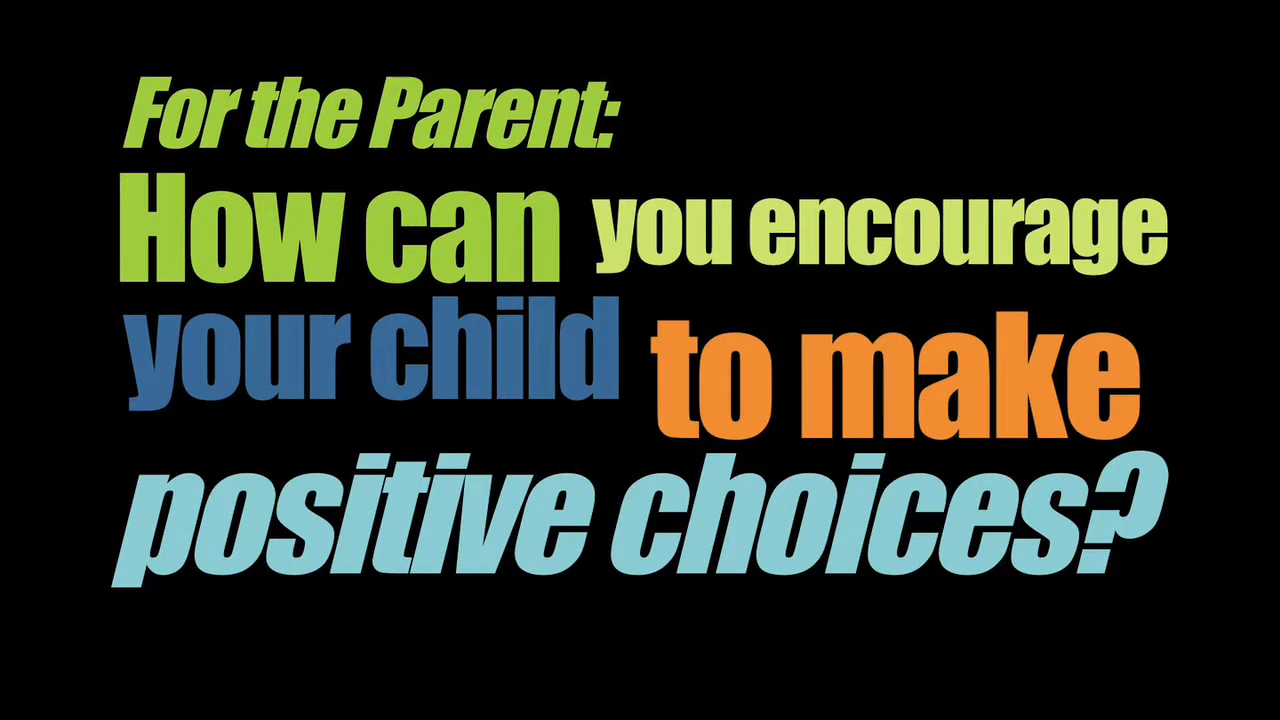 For the Parent:
How can you encourage
your child to make
positive choices?